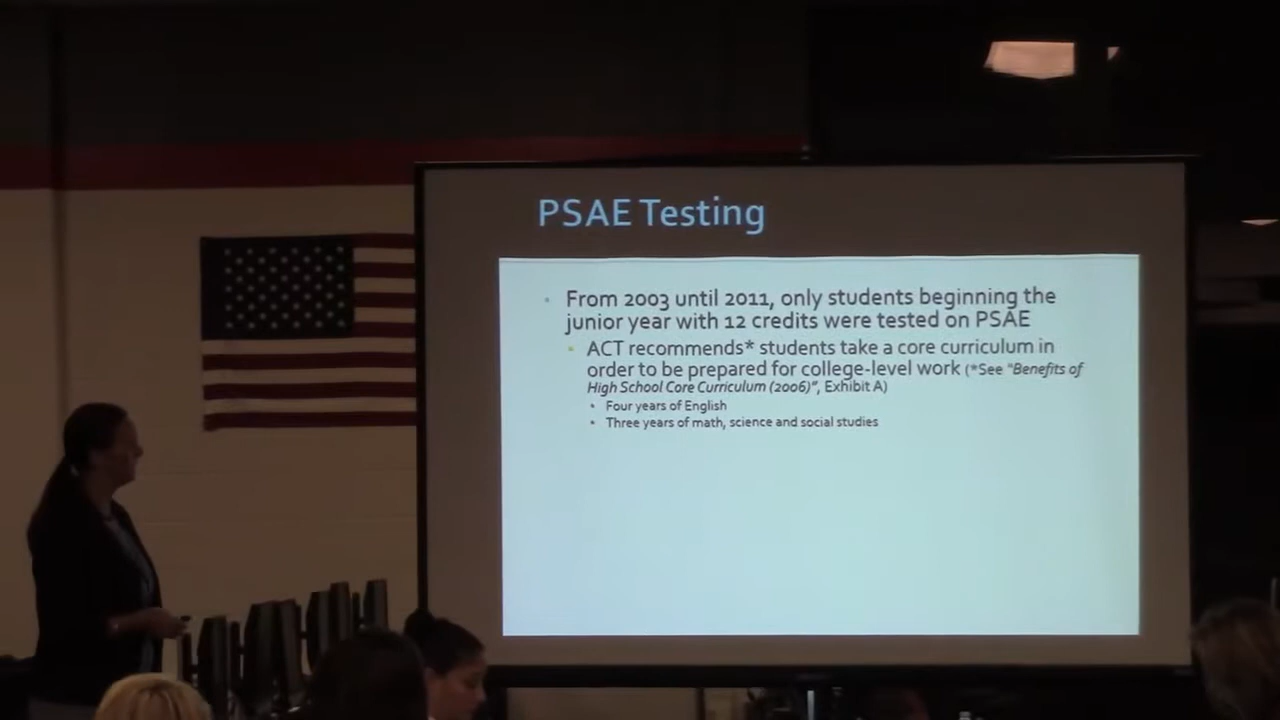 PSAE Testing
From 2003 until 2011, only students beginning the
junior year with 12 credits were tested on PSAE
ACT recommends* students take a core curriculum in
order to be prepared for college-level work (*See "Benefits of
High School Core Curriculum (2006)", Exhibit A)
Four years of English
Three years of math, science and social studies